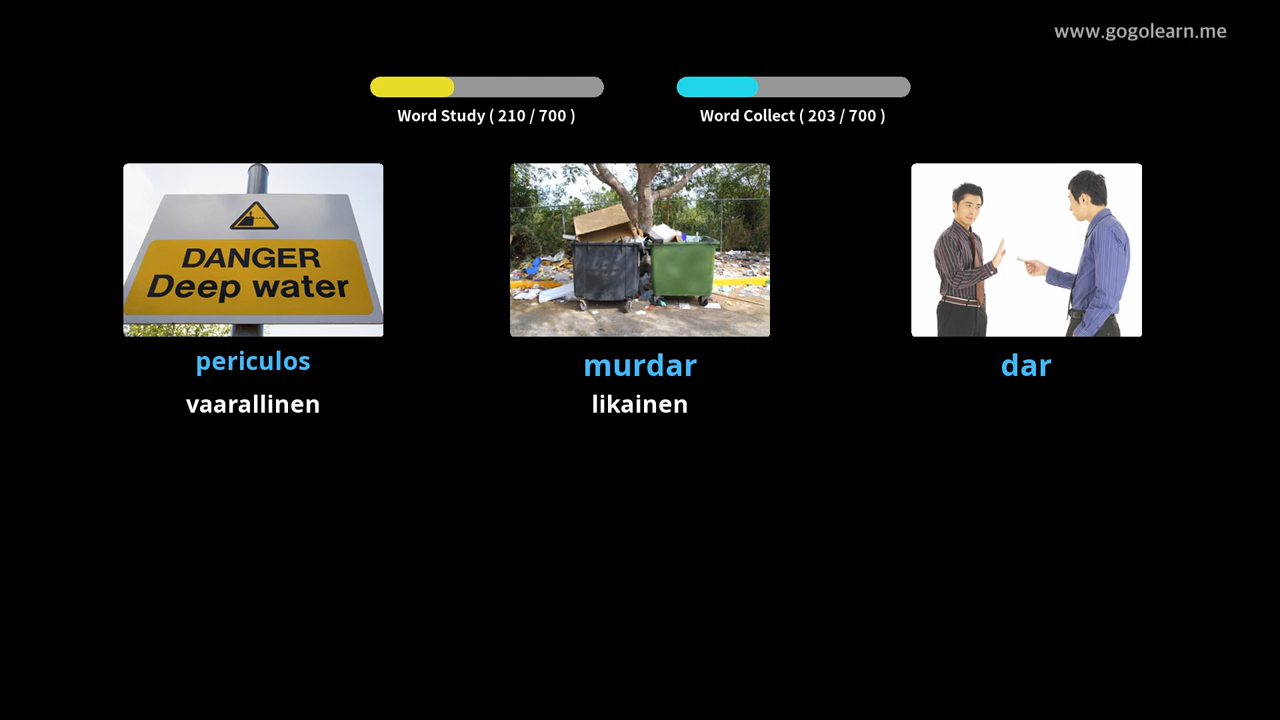 www.gogolearn.me
Word Study ( 210 / 700 )
Word Collect ( 203 / 700 )
DANGER
Deep water
periculos
murdar
dar
vaarallinen
likainen